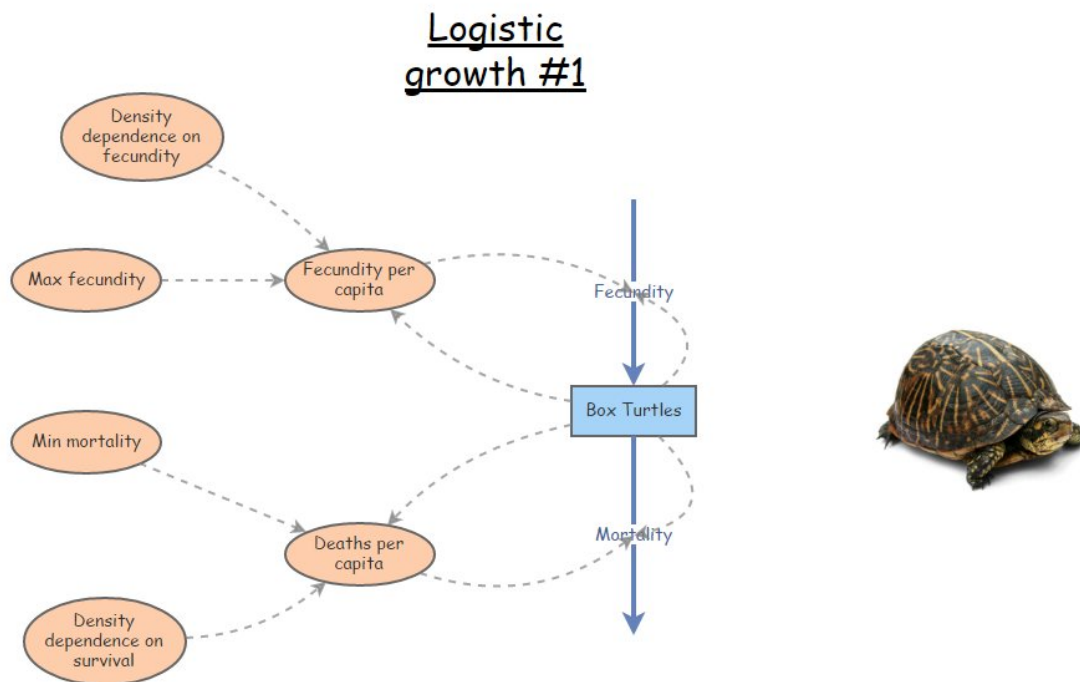 Logistic
growth #1
Density
dependence on
fecundity
Max fecundity
Fecundity per
capita
Fecundity
Box Turtles
Min mortality
Mortality
Deaths per
capita
Density
dependence on
survival